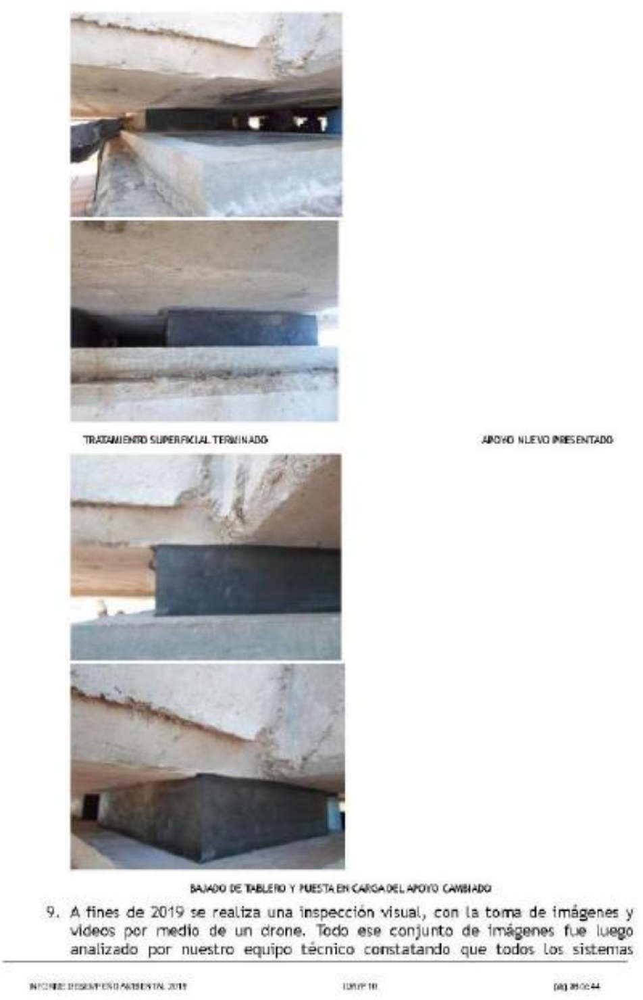 TRATAMIENTO SUPERFICIAL TERMINADO
APOYO NUEVO PRESENTADO
BAJADO DE TABLERO Y PUESTA EN CARGA DEL APOYO CAMBIADO
9. A fines de 2019 se realiza una inspección visual, con la toma de imágenes y
videos por medio de un drone. Todo ese conjunto de imágenes fue luego
analizado por nuestro equipo técnico constatando que todos los sistemas
INFORME DESEMPEÑO AMBIENTAL 2019
pág de 44